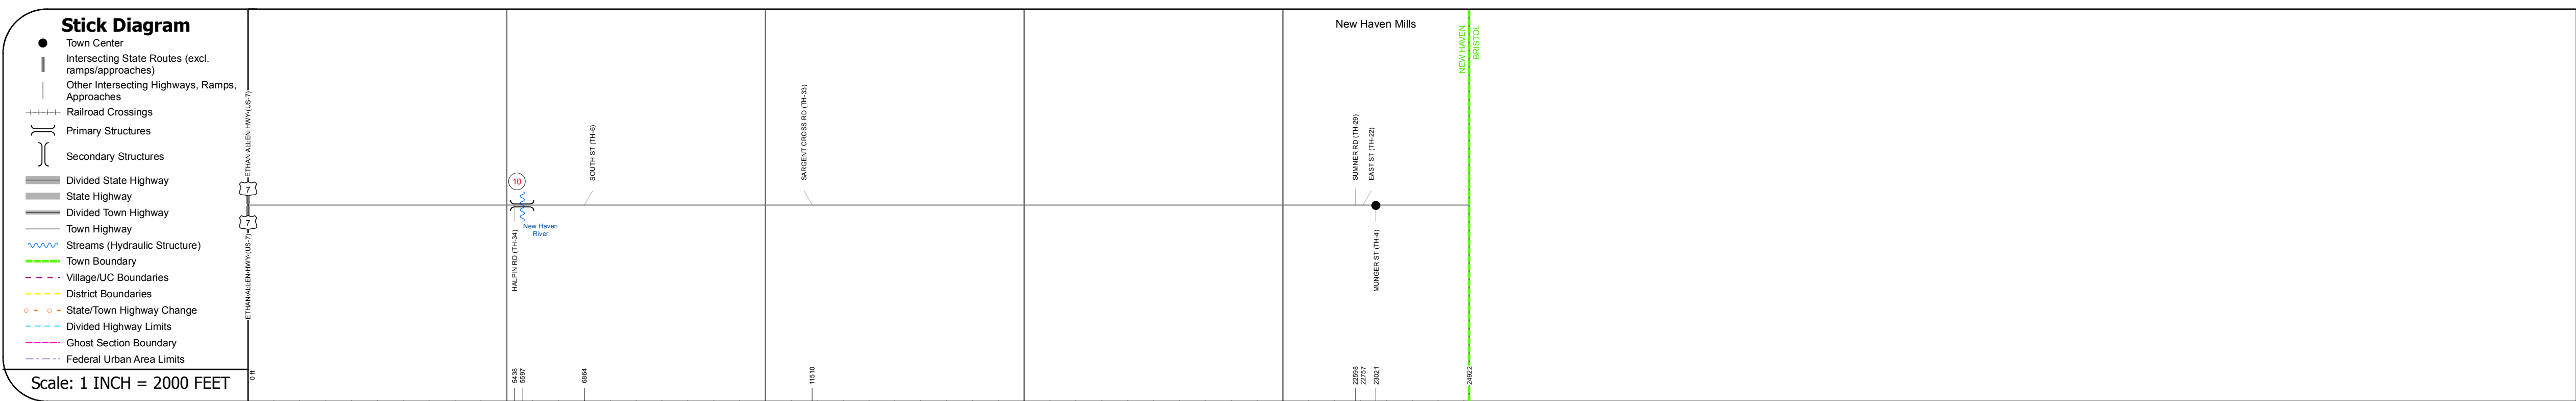 Stick Diagram
Town Center
Intersecting State Routes (excl.
ramps/approaches)
Other Intersecting Highways, Ramps,
Approaches
Railroad Crossings
Primary Structures
Secondary Structures
Divided State Highway
State Highway
Divided Town Highway
Town Highway
Streams (Hydraulic Structure)
Town Boundary
Village/UC Boundaries
District Boundaries
State/Town Highway Change
Divided Highway Limits
Ghost Section Boundary
Federal Urban Area Limits
Scale: 1 INCH = 2000 FEET
ETHAN-ALLEN-HWY-(US-7)
7
7
ETHAN-ALLEN-HWY-(US-7)
0 ft
10
HALPIN RD (TH-34)
New Haven
River
5438
5597
SOUTH ST (TH-6)
6864
SARGENT CROSS RD (TH-33)
11510
New Haven Mills
SUMNER RD (TH-29)
EAST ST (TH-22)
MUNGER ST (TH-4)
22598
22757
23021
NEW HAVEN
BRISTOL
24922